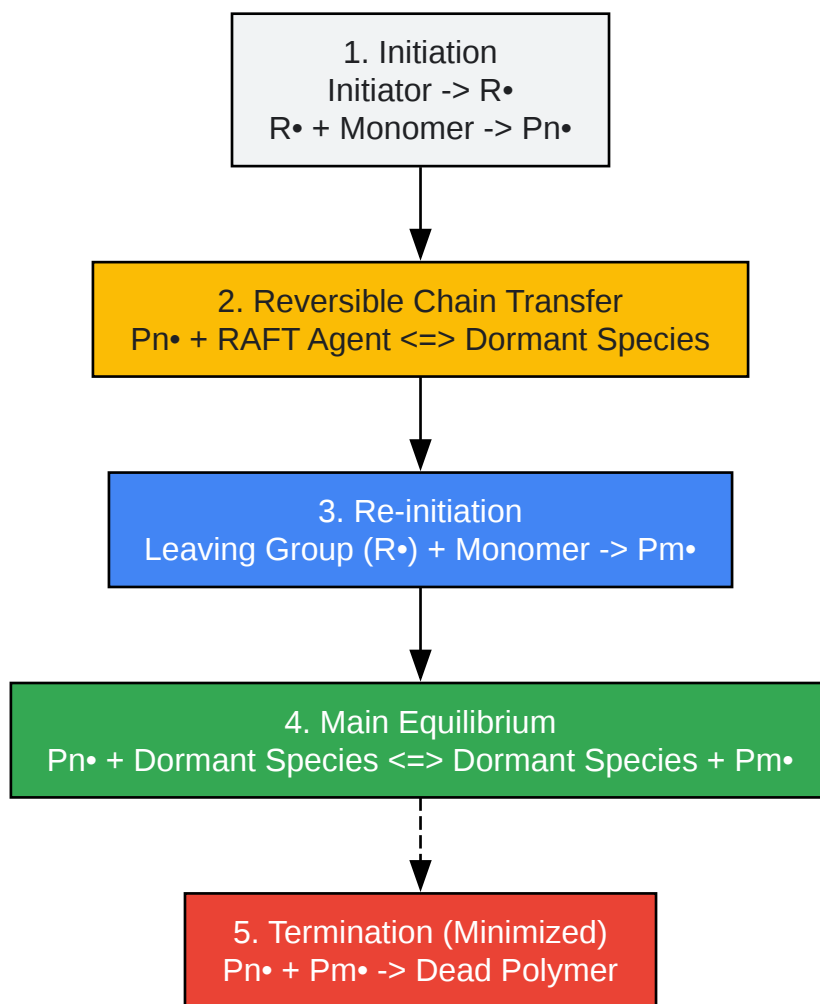 1. Initiation
Initiator -> R•
R• + Monomer -> Pn•
2. Reversible Chain Transfer
Pn• + RAFT Agent <=> Dormant Species
3. Re-initiation
Leaving Group (R•) + Monomer -> Pm•
4. Main Equilibrium
Pn• + Dormant Species <=> Dormant Species + Pm•
5. Termination (Minimized)
Pn• + Pm• -> Dead Polymer